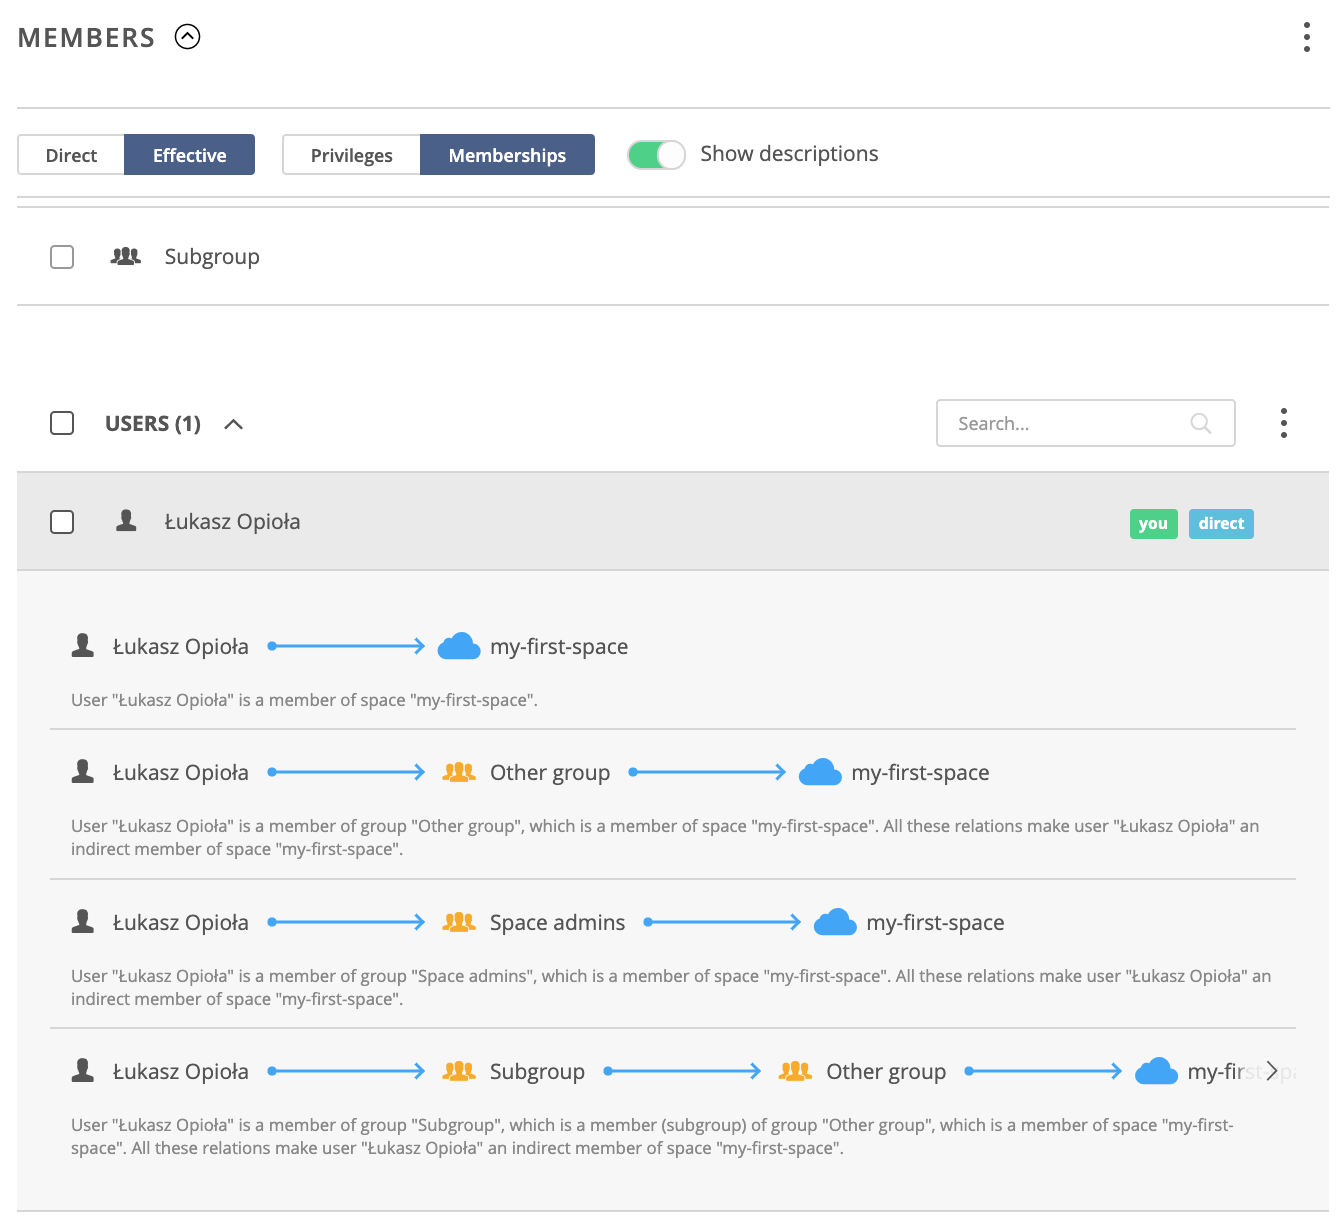 MEMBERS
Direct Effective Privileges Memberships Show descriptions
Subgroup
USERS (1) Search...
Łukasz Opioła you direct
Łukasz Opioła my-first-space
User "Łukasz Opioła" is a member of space "my-first-space".
Łukasz Opioła Other group my-first-space
User "Łukasz Opioła" is a member of group "Other group", which is a member of space "my-first-space". All these relations make user "Łukasz Opioła" an
indirect member of space "my-first-space".
Łukasz Opioła Space admins my-first-space
User "Łukasz Opioła" is a member of group "Space admins", which is a member of space "my-first-space". All these relations make user "Łukasz Opioła" an
indirect member of space "my-first-space".
Łukasz Opioła Subgroup Other group my-first-spa
User "Łukasz Opioła" is a member of group "Subgroup", which is a member (subgroup) of group "Other group", which is a member of space "my-first-
space". All these relations make user "Łukasz Opioła" an indirect member of space "my-first-space".